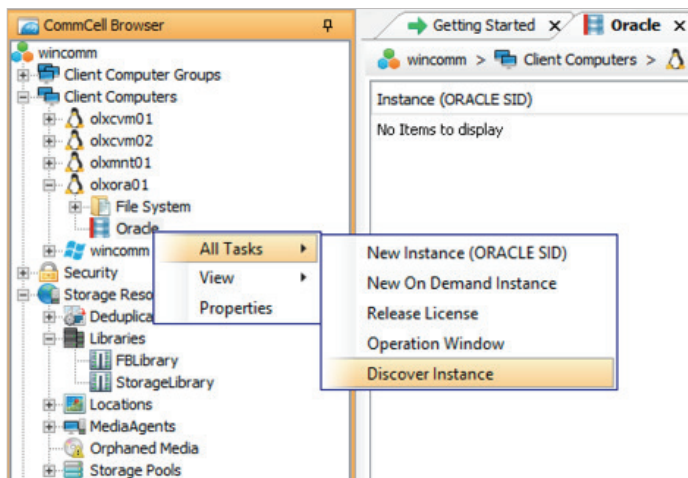 CommCell Browser
Getting Started
Oracle
wincomm
wincomm > Client Computers >
Client Computer Groups
Client Computers
Instance (ORACLE SID)
No Items to display
olxcvm01
olxcvm02
olxmnt01
olxora01
File System
Oracle
wincomm
Security
Storage Reso
Deduplica
Libraries
FBLibrary
StorageLibrary
Locations
MediaAgents
Orphaned Media
Storage Pools
All Tasks
View
Properties
New Instance (ORACLE SID)
New On Demand Instance
Release License
Operation Window
Discover Instance